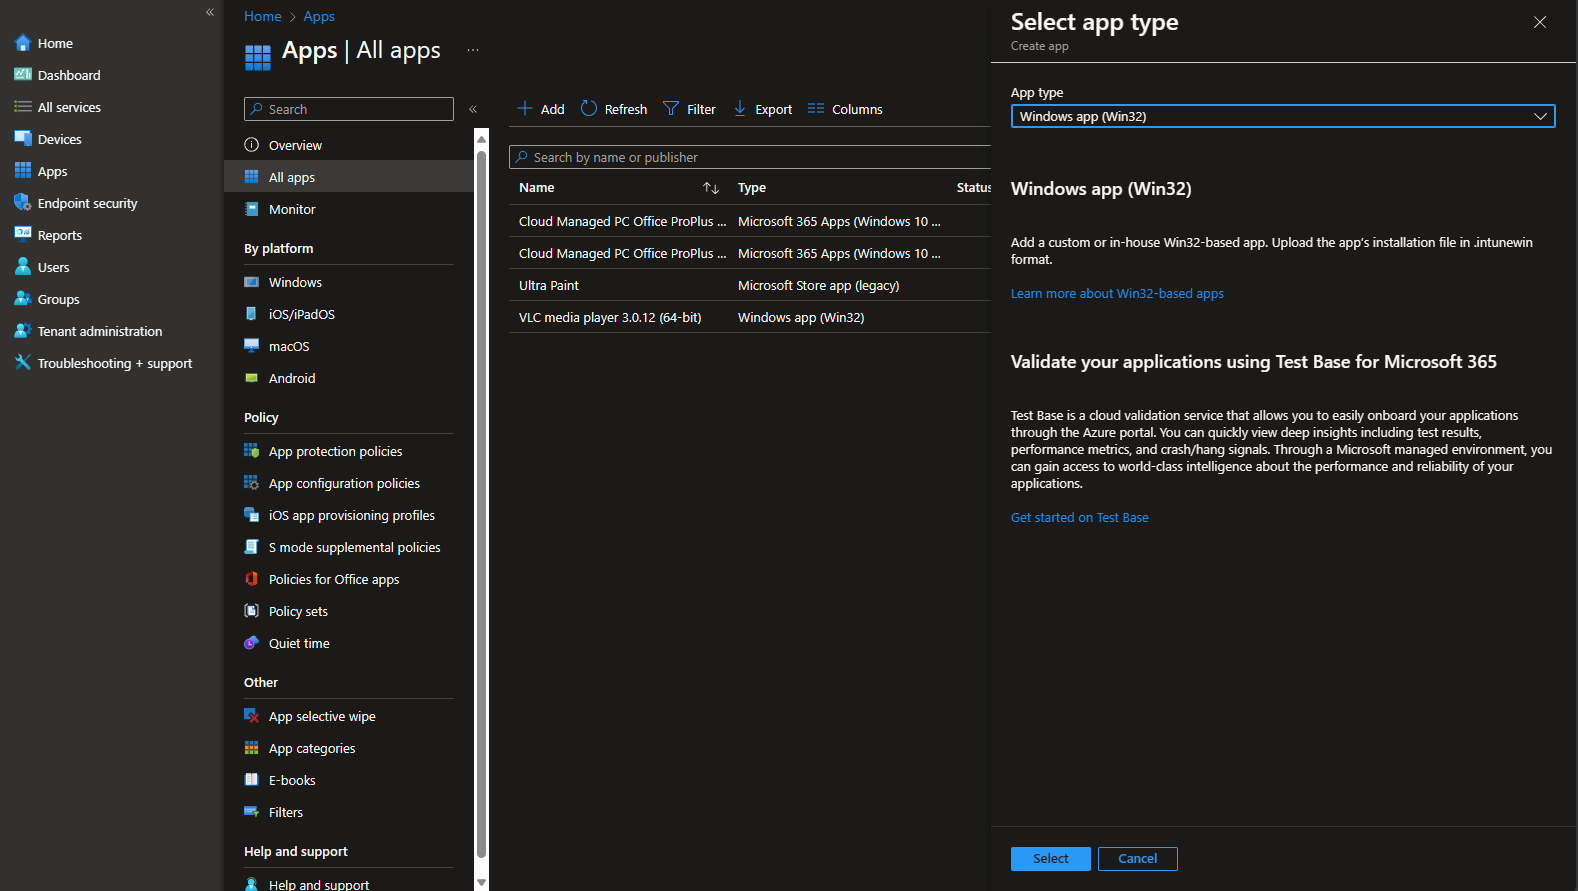 «
Home
Dashboard
All services
Devices
Apps
Endpoint security
Reports
Users
Groups
Tenant administration
Troubleshooting + support
Home > Apps
Apps | All apps
...
Search
«
Overview
All apps
Monitor
By platform
Windows
iOS/iPadOS
macOS
Android
Policy
App protection policies
App configuration policies
iOS app provisioning profiles
S mode supplemental policies
Policies for Office apps
Policy sets
Quiet time
Other
App selective wipe
App categories
E-books
Filters
Help and support
Help and support
Add Refresh Filter Export Columns
Search by name or publisher
Name Type Status
Cloud Managed PC Office ProPlus ... Microsoft 365 Apps (Windows 10 ...
Cloud Managed PC Office ProPlus ... Microsoft 365 Apps (Windows 10 ...
Ultra Paint Microsoft Store app (legacy)
VLC media player 3.0.12 (64-bit) Windows app (Win32)
Select app type
Create app
App type
Windows app (Win32)
Windows app (Win32)
Add a custom or in-house Win32-based app. Upload the app's installation file in .intunewin
format.
Learn more about Win32-based apps
Validate your applications using Test Base for Microsoft 365
Test Base is a cloud validation service that allows you to easily onboard your applications
through the Azure portal. You can quickly view deep insights including test results,
performance metrics, and crash/hang signals. Through a Microsoft managed environment, you
can gain access to world-class intelligence about the performance and reliability of your
applications.
Get started on Test Base
Select Cancel